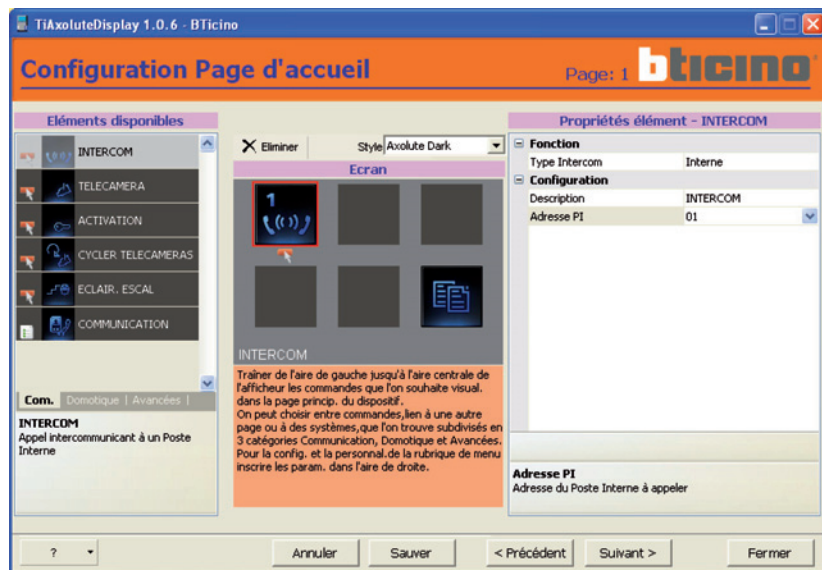 TiAxoluteDisplay 1.0.6 - BTicino
Configuration Page d'accueil
Page: 1
bticino
Eléments disponibles
INTERCOM
TELECAMERA
ACTIVATION
CYCLER TELECAMERAS
ECLAIR. ESCAL
COMMUNICATION
Com. Domotique | Avancées |
INTERCOM
Appel intercommunicant à un Poste
Interne
Eliminer
Style Axolute Dark
Ecran
1
INTERCOM
Traîner de l'aire de gauche jusqu'à l'aire centrale de
l'afficheur les commandes que l'on souhaite visual.
dans la page princip. du dispositif.
On peut choisir entre commandes,lien à une autre
page ou à des systèmes,que l'on trouve subdivisés en
3 catégories Communication, Domotique et Avancées.
Pour la config. et la personnal.de la rubrique de menu
inscrire les param. dans l'aire de droite.
Propriétés élément - INTERCOM
Fonction
Type Intercom Interne
Configuration
Description INTERCOM
Adresse PI 01
Adresse PI
Adresse du Poste Interne à appeler
?
Annuler
Sauver
< Précédent
Suivant >
Fermer